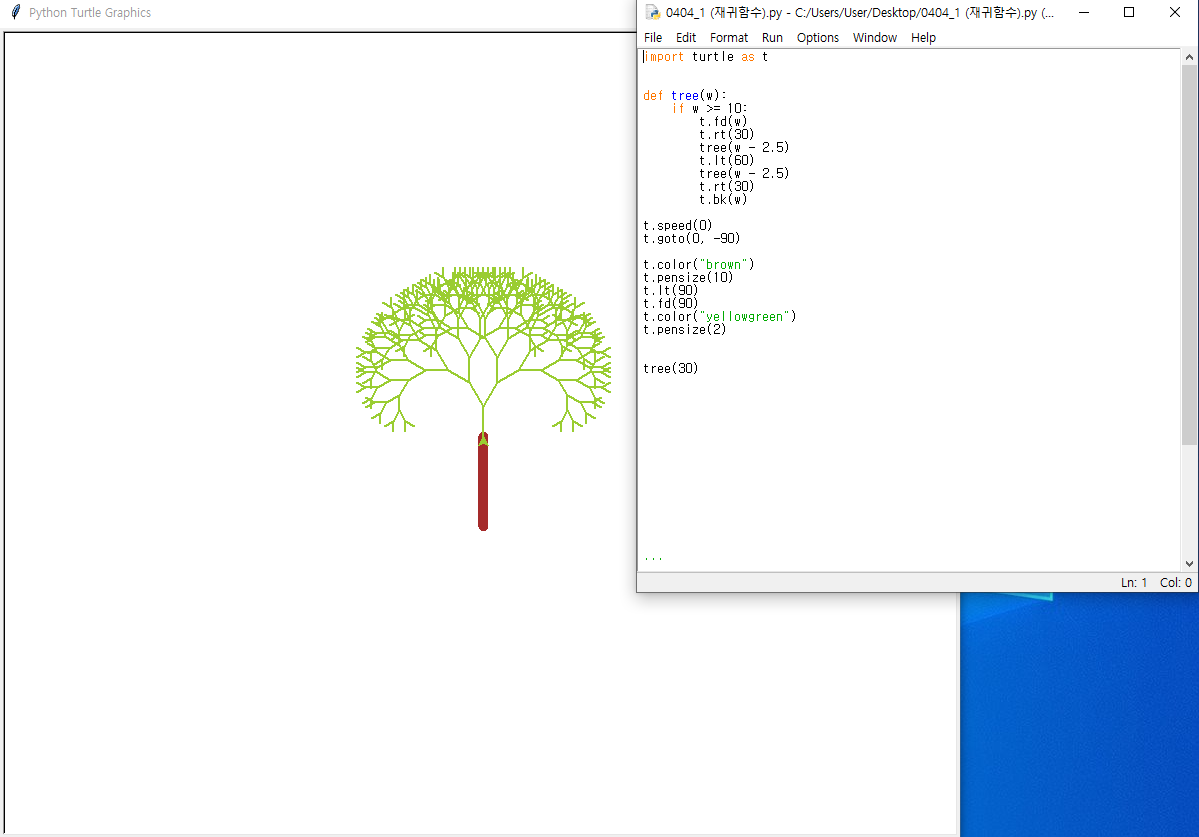 Python Turtle Graphics
0404_1 (재귀함수).py - C:/Users/User/Desktop/0404_1 (재귀함수).py (...
File Edit Format Run Options Window Help
import turtle as t
def tree(w):
    if w >= 10:
        t.fd(w)
        t.rt(30)
        tree(w - 2.5)
        t.lt(60)
        tree(w - 2.5)
        t.rt(30)
        t.bk(w)
t.speed(0)
t.goto(0, -90)
t.color("brown")
t.pensize(10)
t.lt(90)
t.fd(90)
t.color("yellowgreen")
t.pensize(2)
tree(30)
...
Ln: 1 Col: 0